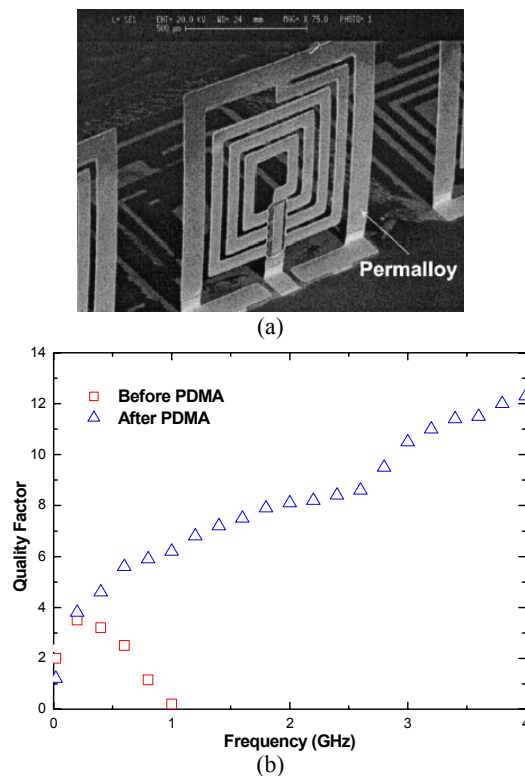 L= SE1 EHT= 20.0 KV WD= 24 mm MAG= X 75.0 PHOTO= 1
500 µm
Permalloy
(a)
14
12
10
8
6
4
2
0
Quality Factor
Before PDMA
After PDMA
0 1 2 3 4
Frequency (GHz)
(b)